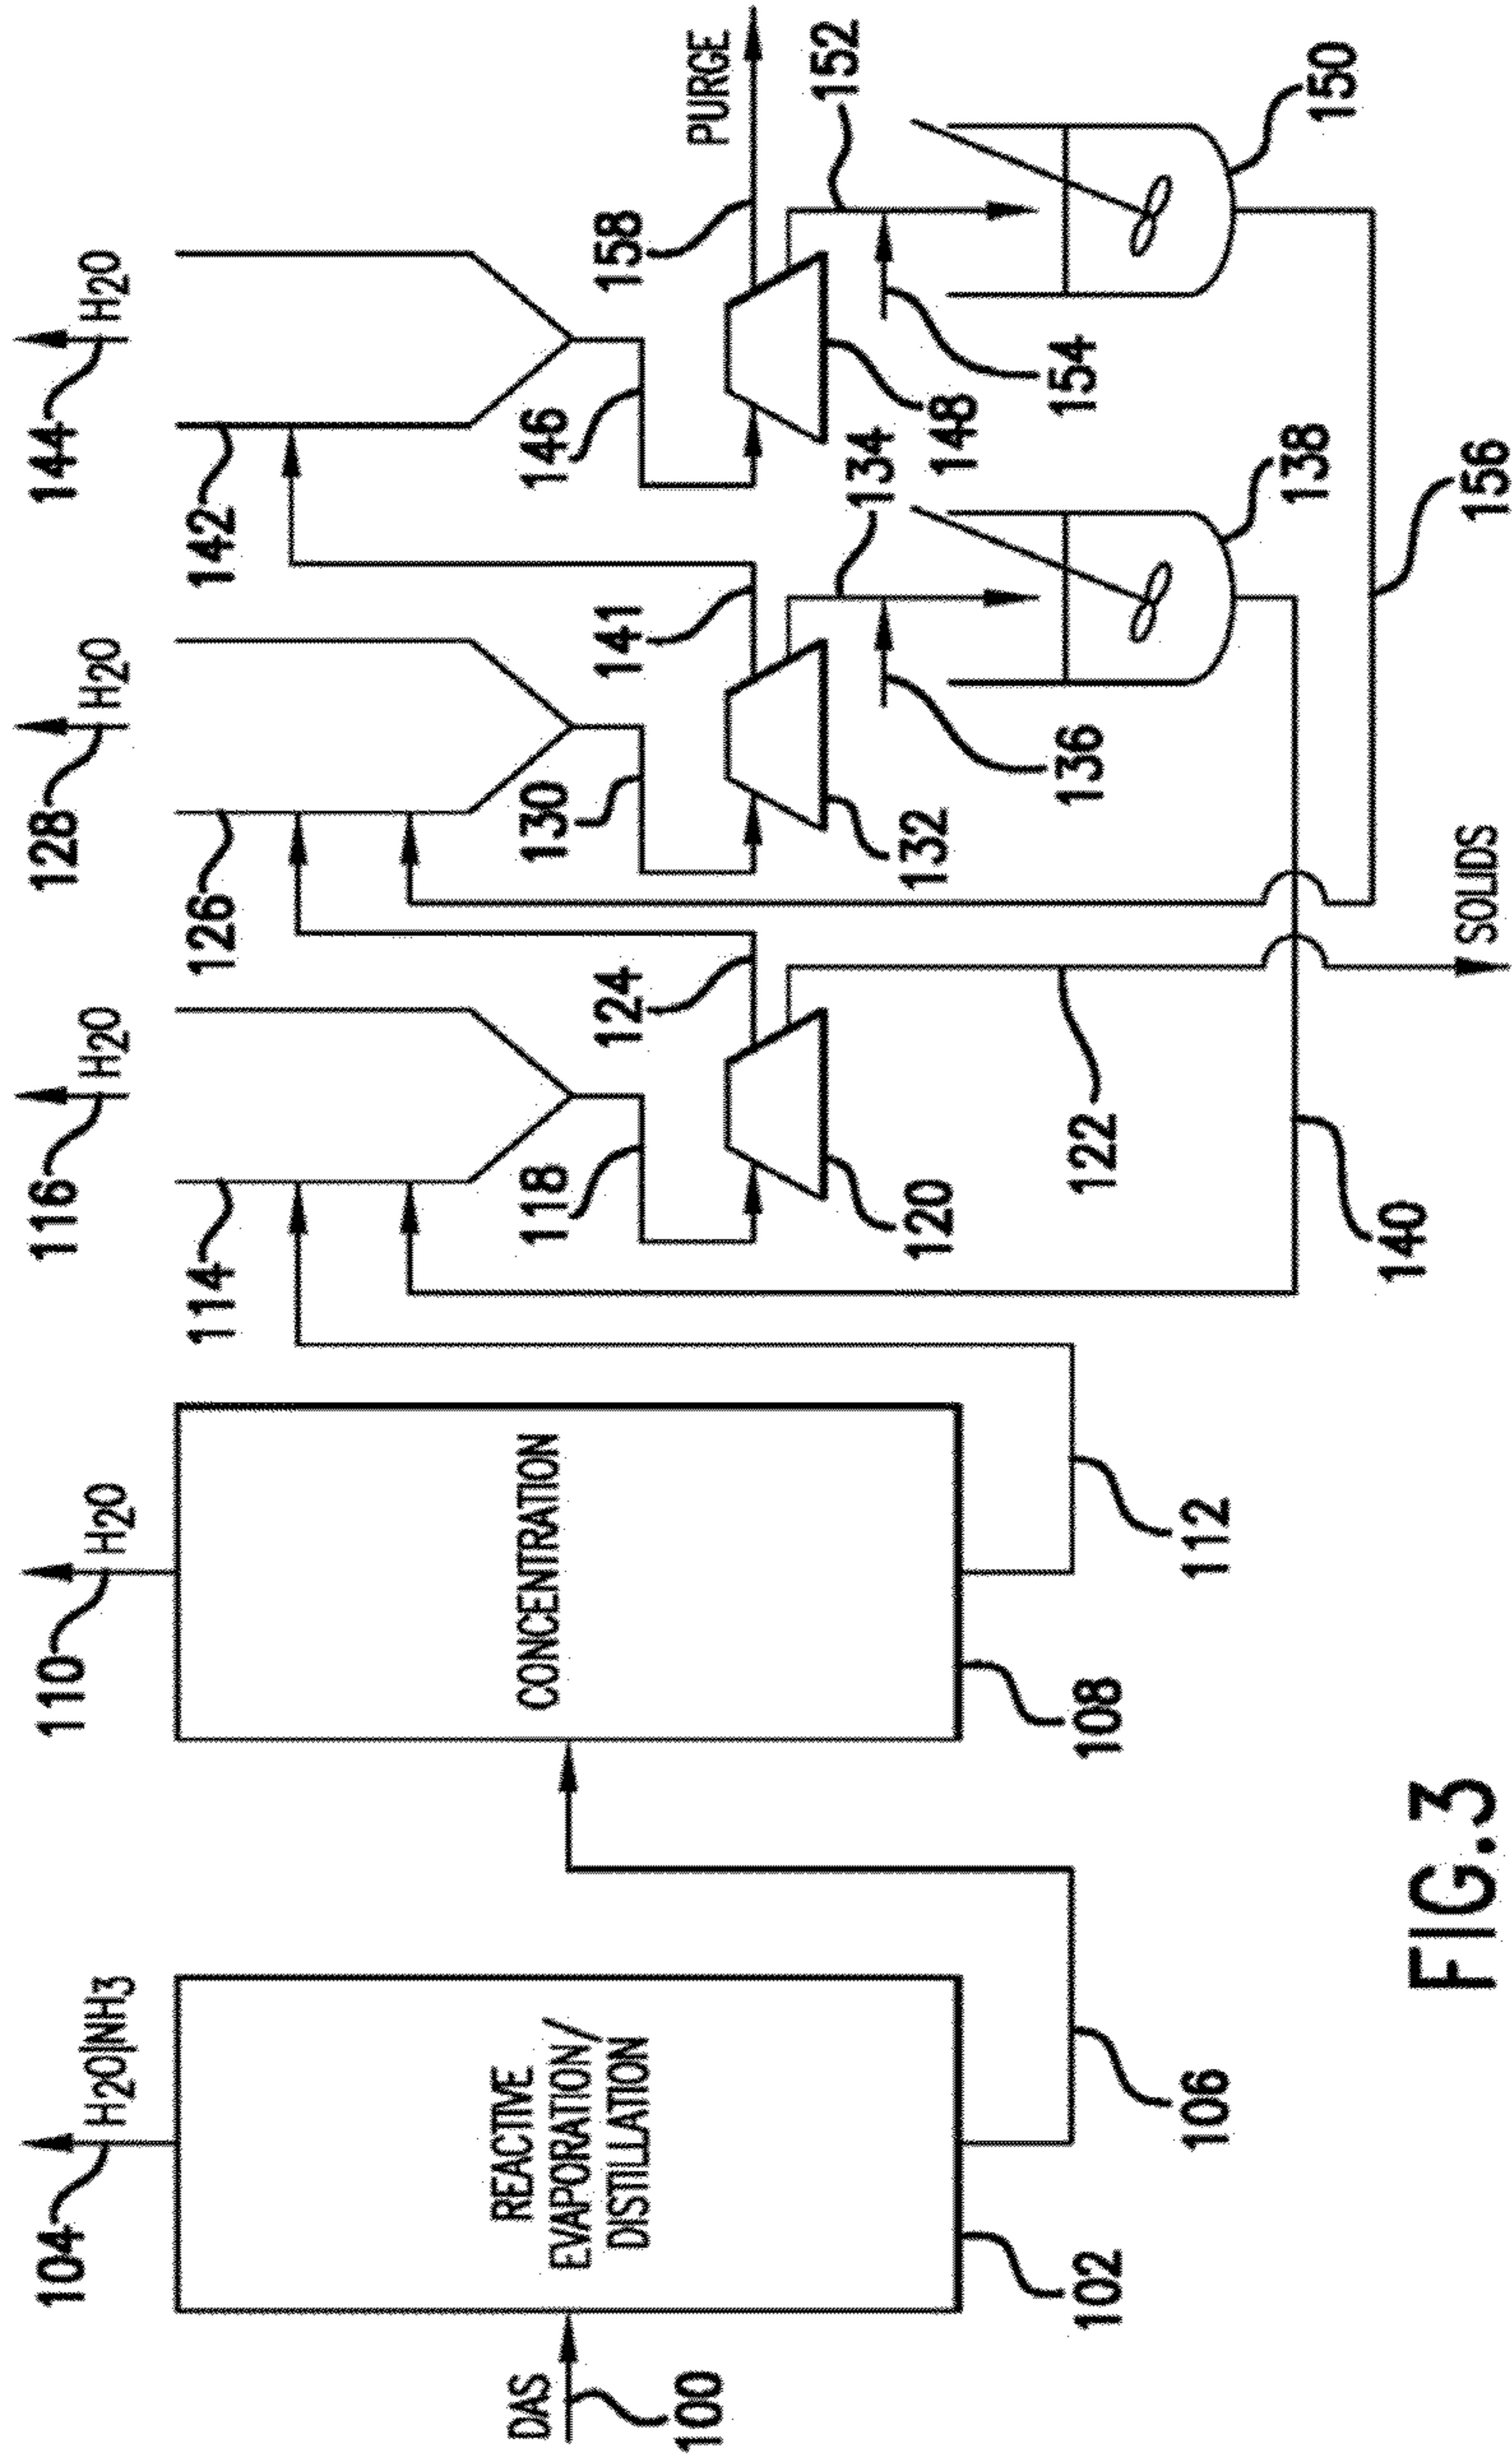 104
H2O|NH3
110
H2O
116
H2O
128
H2O
144
H2O
114
126
142
DAS
100
REACTIVE
EVAPORATION/
DISTILLATION
CONCENTRATION
118
124
130
141
146
158
PURGE
120
132
134
148
152
102
106
108
112
122
136
138
154
150
140
156
SOLIDS
FIG.3